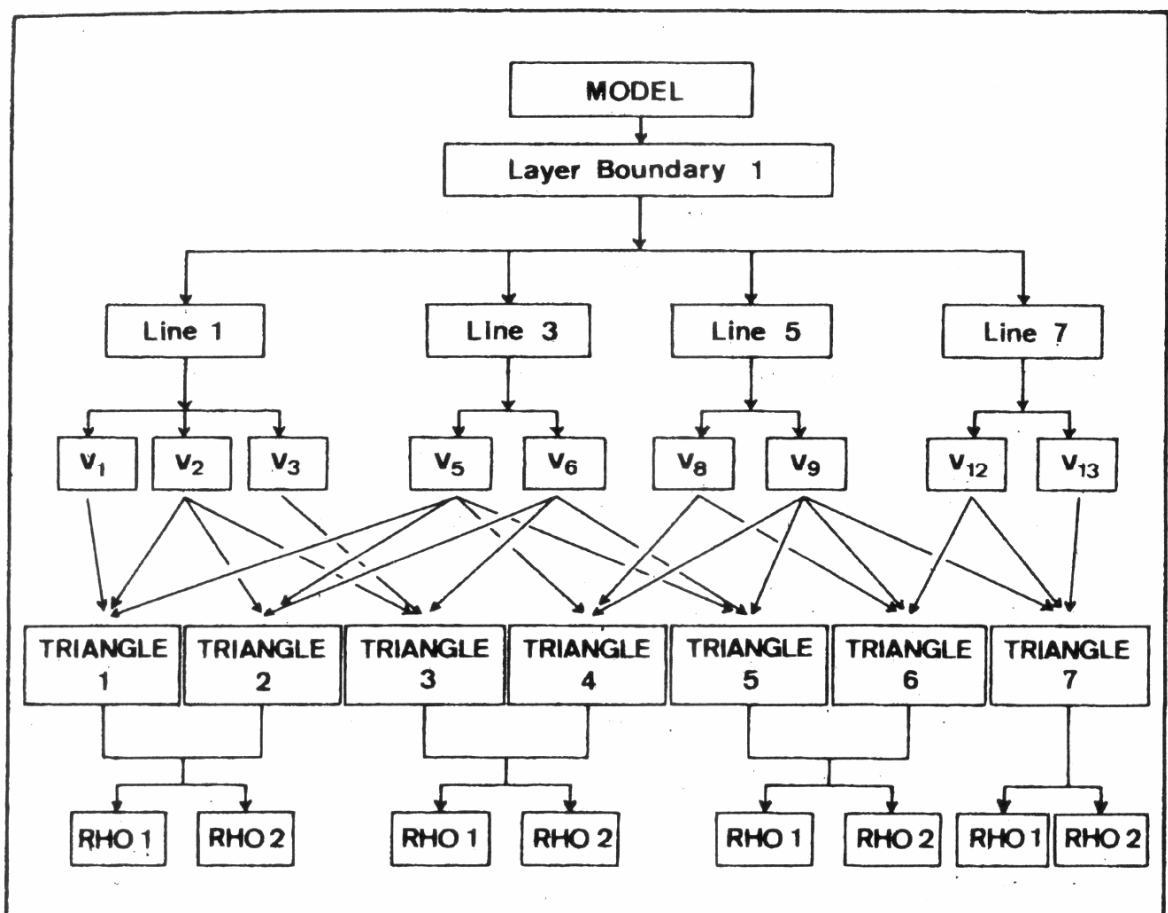 MODEL
Layer Boundary 1
Line 1
Line 3
Line 5
Line 7
V1
V2
V3
V5
V6
V8
V9
V12
V13
TRIANGLE
1
TRIANGLE
2
TRIANGLE
3
TRIANGLE
4
TRIANGLE
5
TRIANGLE
6
TRIANGLE
7
RHO 1
RHO 2
RHO 1
RHO 2
RHO 1
RHO 2
RHO 1
RHO 2